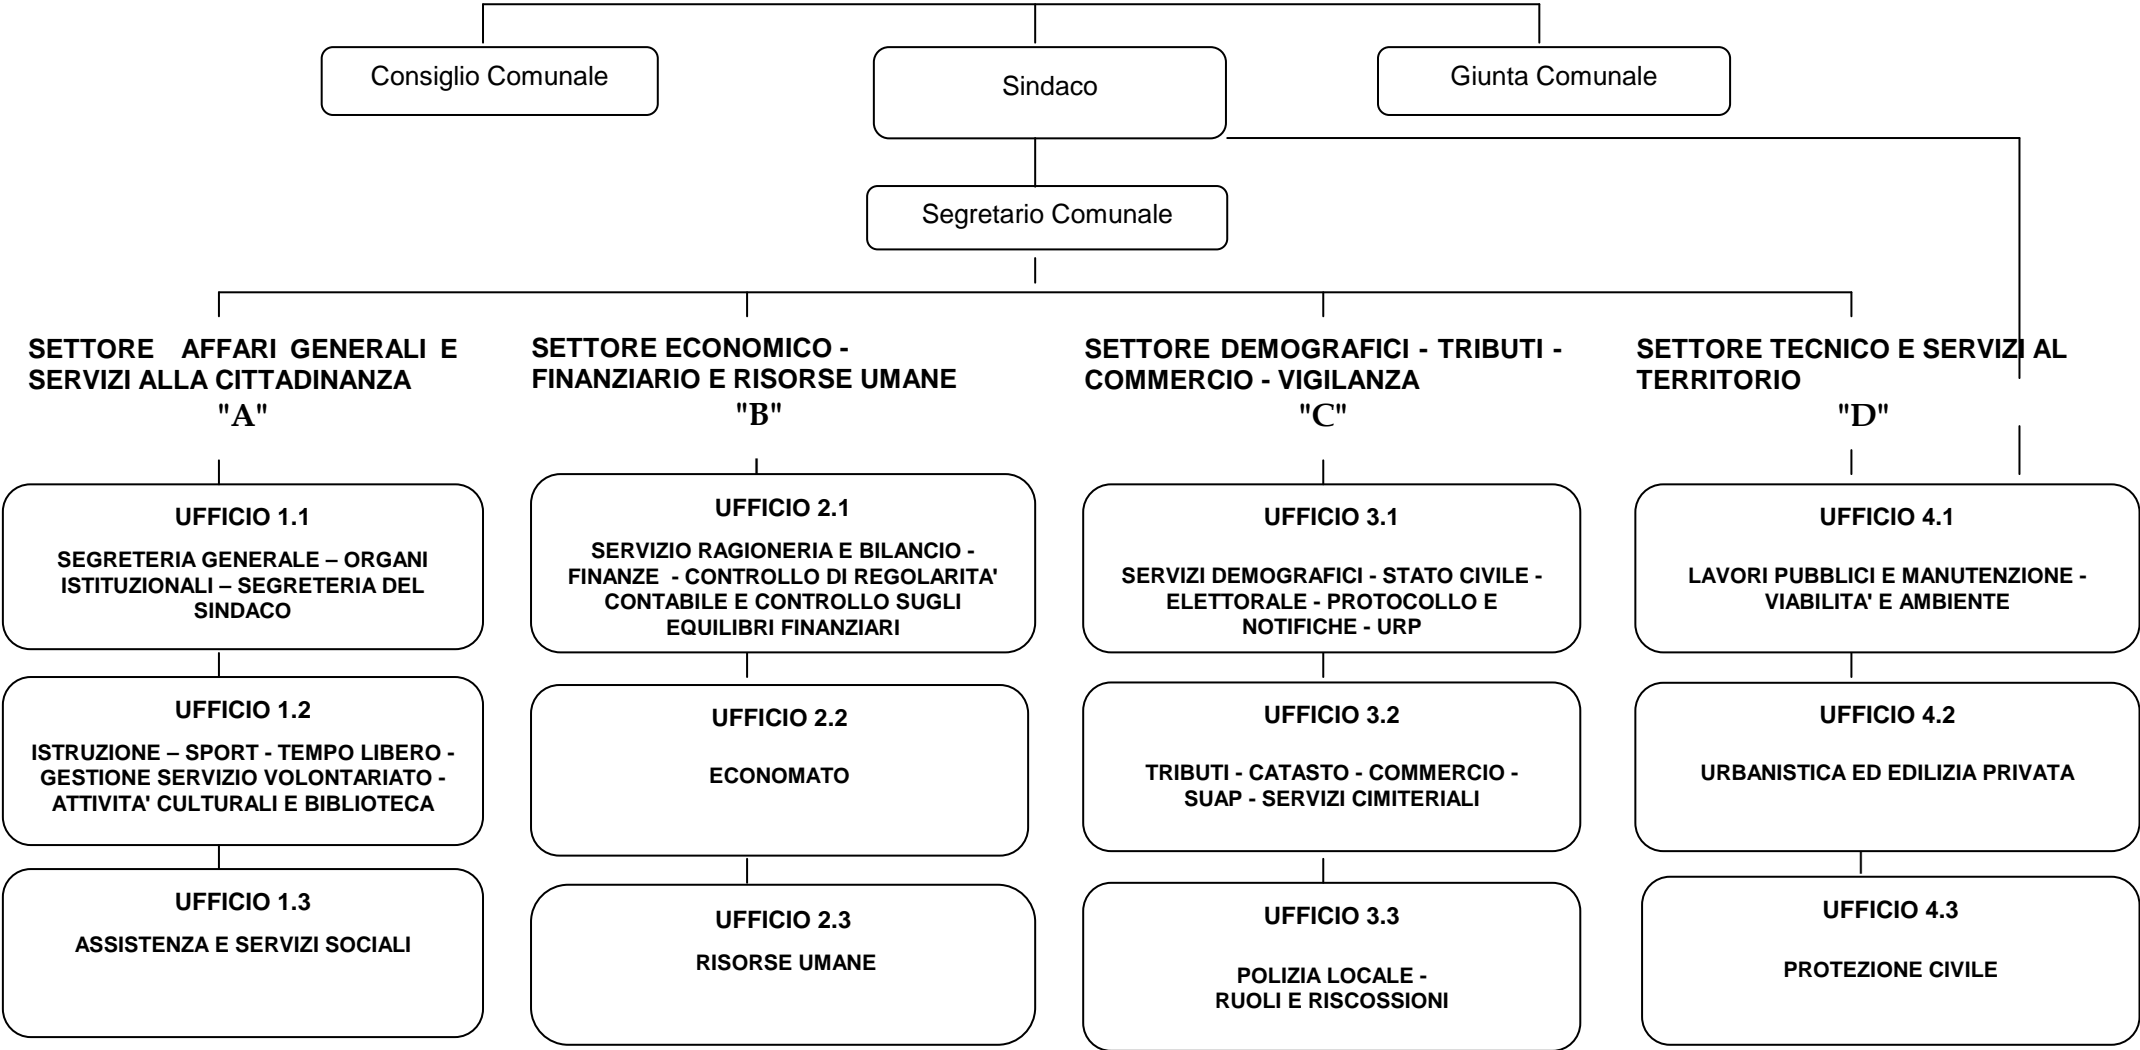 Consiglio Comunale
Sindaco
Giunta Comunale
Segretario Comunale
SETTORE AFFARI GENERALI E
SERVIZI ALLA CITTADINANZA
"A"
SETTORE ECONOMICO -
FINANZIARIO E RISORSE UMANE
"B"
SETTORE DEMOGRAFICI - TRIBUTI -
COMMERCIO - VIGILANZA
"C"
SETTORE TECNICO E SERVIZI AL
TERRITORIO
"D"
UFFICIO 1.1
SEGRETERIA GENERALE – ORGANI
ISTITUZIONALI – SEGRETERIA DEL
SINDACO
UFFICIO 2.1
SERVIZIO RAGIONERIA E BILANCIO -
FINANZE - CONTROLLO DI REGOLARITA'
CONTABILE E CONTROLLO SUGLI
EQUILIBRI FINANZIARI
UFFICIO 3.1
SERVIZI DEMOGRAFICI - STATO CIVILE -
ELETTORALE - PROTOCOLLO E
NOTIFICHE - URP
UFFICIO 4.1
LAVORI PUBBLICI E MANUTENZIONE -
VIABILITA' E AMBIENTE
UFFICIO 1.2
ISTRUZIONE – SPORT - TEMPO LIBERO -
GESTIONE SERVIZIO VOLONTARIATO -
ATTIVITA' CULTURALI E BIBLIOTECA
UFFICIO 2.2
ECONOMATO
UFFICIO 3.2
TRIBUTI - CATASTO - COMMERCIO -
SUAP - SERVIZI CIMITERIALI
UFFICIO 4.2
URBANISTICA ED EDILIZIA PRIVATA
UFFICIO 1.3
ASSISTENZA E SERVIZI SOCIALI
UFFICIO 2.3
RISORSE UMANE
UFFICIO 3.3
POLIZIA LOCALE -
RUOLI E RISCOSSIONI
UFFICIO 4.3
PROTEZIONE CIVILE